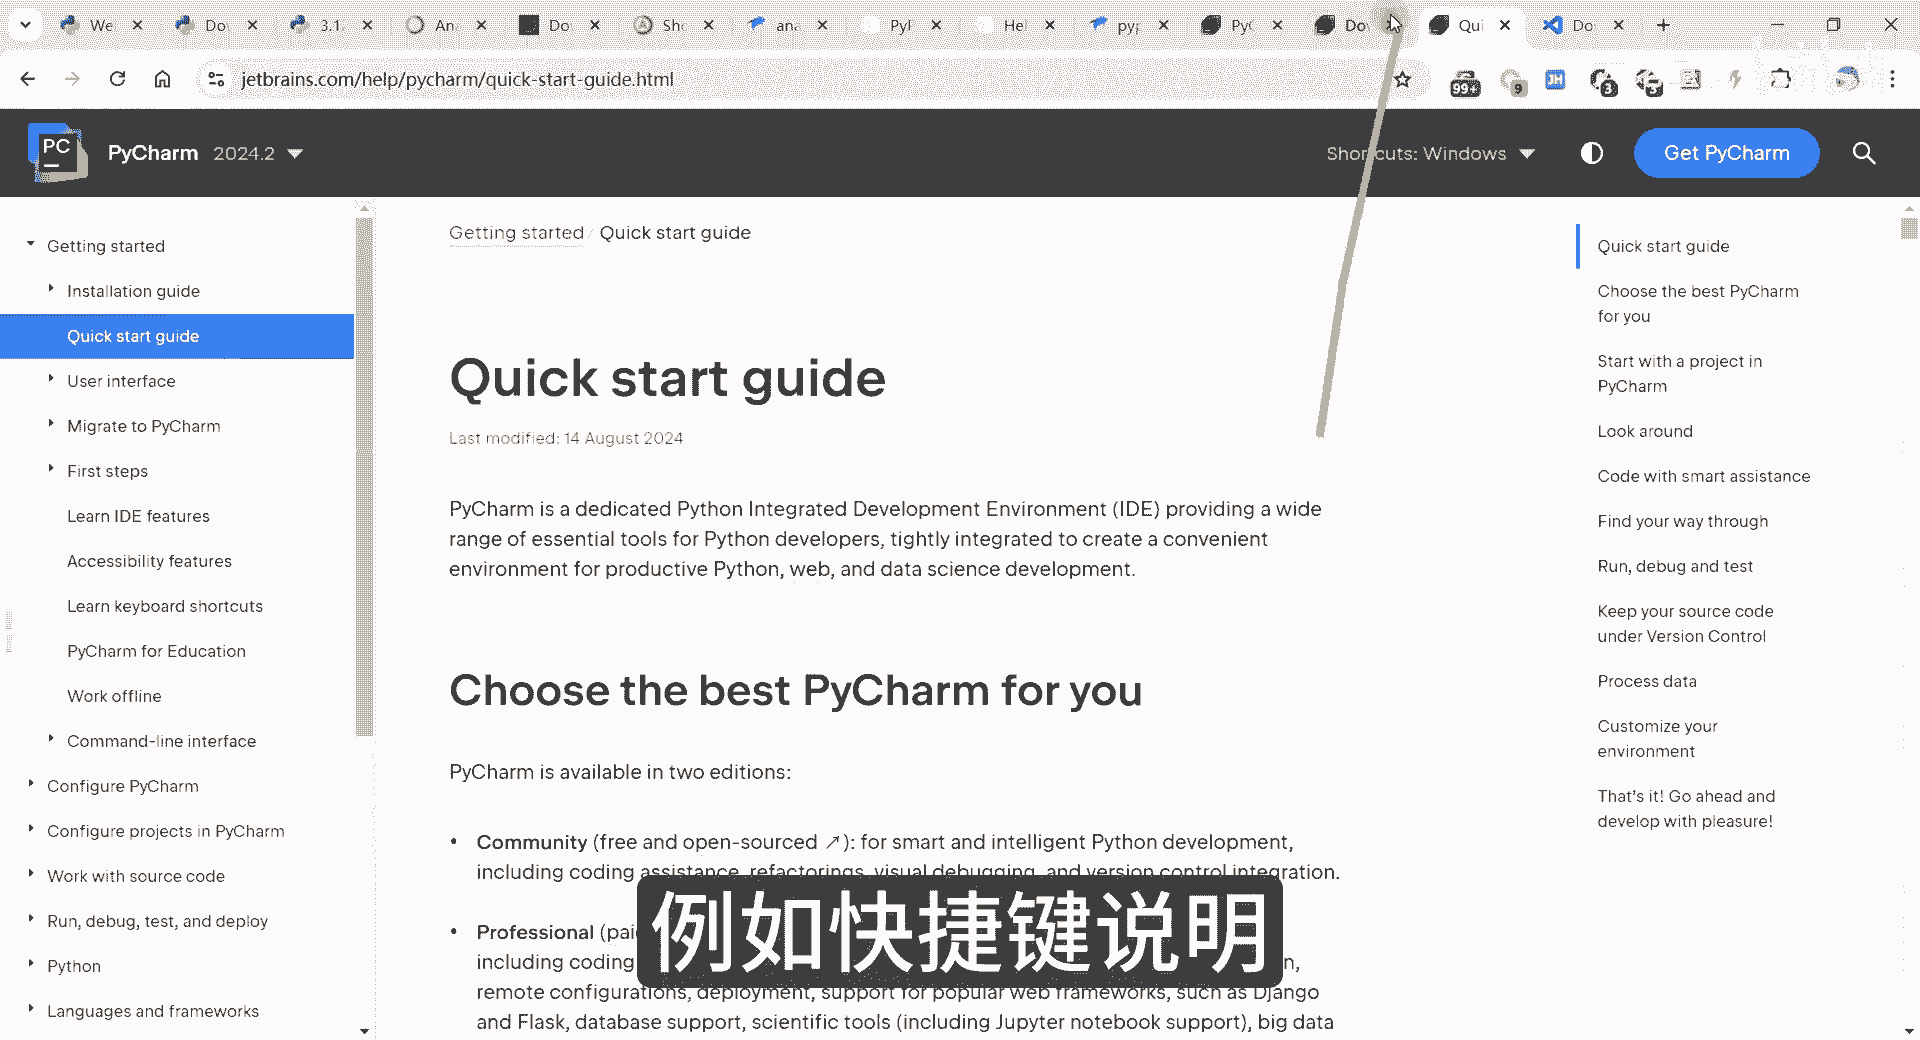 We
Do
3.1
An
Do
Sh
ana
PyF
Hel
pyp
PyC
Do
Qui
Do
jetbrains.com/help/pycharm/quick-start-guide.html
99+
9
JH
3
PC
PyCharm 2024.2
Shortcuts: Windows
Get PyCharm
Getting started
Installation guide
Quick start guide
User interface
Migrate to PyCharm
First steps
Learn IDE features
Accessibility features
Learn keyboard shortcuts
PyCharm for Education
Work offline
Command-line interface
Configure PyCharm
Configure projects in PyCharm
Work with source code
Run, debug, test, and deploy
Python
Languages and frameworks
Getting started / Quick start guide
Quick start guide
Last modified: 14 August 2024
PyCharm is a dedicated Python Integrated Development Environment (IDE) providing a wide
range of essential tools for Python developers, tightly integrated to create a convenient
environment for productive Python, web, and data science development.
Choose the best PyCharm for you
PyCharm is available in two editions:
• Community (free and open-sourced ↗): for smart and intelligent Python development,
including coding assistance, refactorings, visual debugging, and version control integration.
• Professional (pai
including coding
remote configurations, deployment, support for popular web frameworks, such as Django
and Flask, database support, scientific tools (including Jupyter notebook support), big data
例如快捷键说明
Quick start guide
Choose the best PyCharm
for you
Start with a project in
PyCharm
Look around
Code with smart assistance
Find your way through
Run, debug and test
Keep your source code
under Version Control
Process data
Customize your
environment
That's it! Go ahead and
develop with pleasure!